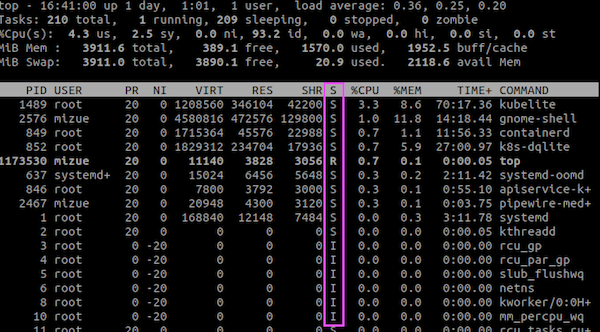 top - 16:41:00 up 1 day,  1:01,  1 user,  load average: 0.36, 0.25, 0.20
Tasks: 210 total,   1 running, 209 sleeping,   0 stopped,   0 zombie
%Cpu(s):  4.3 us,  2.5 sy,  0.0 ni, 93.2 id,  0.0 wa,  0.0 hi,  0.0 si,  0.0 st
MiB Mem :   3911.6 total,    389.1 free,   1570.0 used,   1952.5 buff/cache
MiB Swap:   3911.0 total,   3890.1 free,     20.9 used.   2118.6 avail Mem
PID USER      PR  NI    VIRT    RES    SHR S  %CPU  %MEM     TIME+ COMMAND
1489 root      20   0 1208560 346104  42200 S   3.3   8.6  70:17.36 kubelite
2576 mizue     20   0 4580816 472576 129800 S   1.0  11.8  14:18.44 gnome-shell
849 root      20   0 1715364  45576  22988 S   0.7   1.1  11:56.33 containerd
852 root      20   0 1829312 234704  17936 S   0.7   5.9  27:00.97 k8s-dqlite
1173530 mizue     20   0   11140   3828   3056 R   0.7   0.1   0:00.05 top
637 systemd+  20   0   15024   6456   5648 S   0.3   0.2   2:11.42 systemd-oomd
846 root      20   0    7800   3792   3000 S   0.3   0.1   0:55.10 apiservice-k+
2467 mizue     20   0   20948   4300   3120 S   0.3   0.1   0:03.75 pipewire-med+
1 root      20   0  168840  12148   7484 S   0.0   0.3   3:11.78 systemd
2 root      20   0       0      0      0 S   0.0   0.0   0:00.05 kthreadd
3 root       0 -20       0      0      0 I   0.0   0.0   0:00.00 rcu_gp
4 root       0 -20       0      0      0 I   0.0   0.0   0:00.00 rcu_par_gp
5 root       0 -20       0      0      0 I   0.0   0.0   0:00.00 slub_flushwq
6 root       0 -20       0      0      0 I   0.0   0.0   0:00.00 netns
8 root       0 -20       0      0      0 I   0.0   0.0   0:00.00 kworker/0:0H+
10 root       0 -20       0      0      0 I   0.0   0.0   0:00.00 mm_percpu_wq
11 root      20   0       0      0      0 S   0.0   0.0   0:00.00 rcu_tasks_ru+